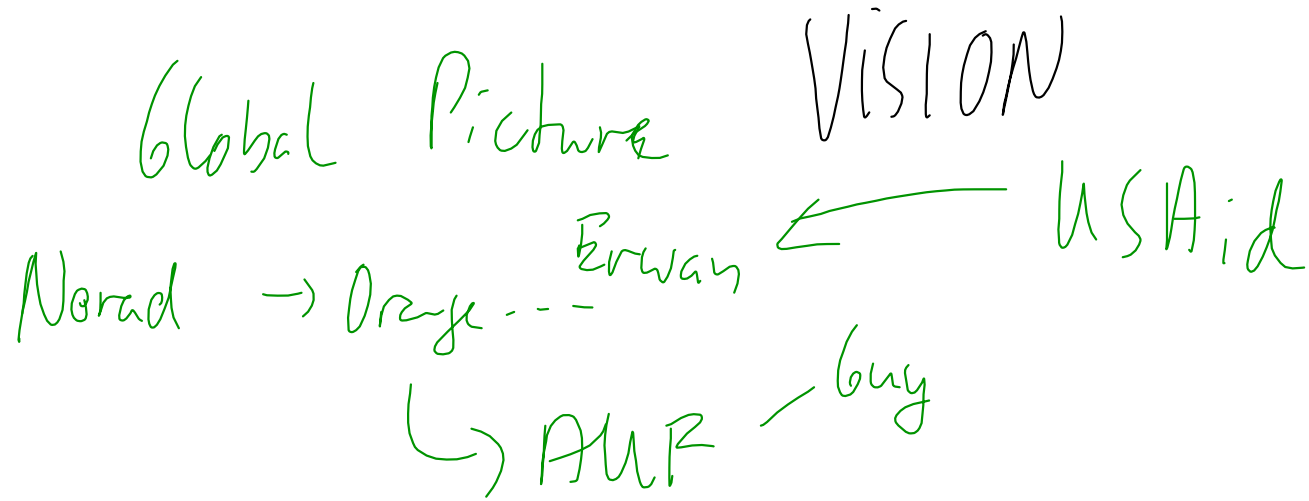 VISION
Global Picture
USAid
Erwan
Norad → Orange ---
Guy
AUF